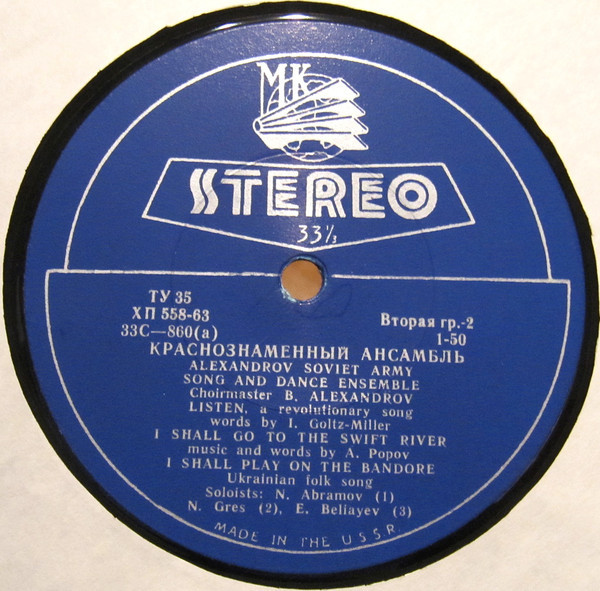 МК
STEREO
33⅓
ТУ 35
ХП 558-63
33С—860(а)
Вторая гр.-2
1-50
КРАСНОЗНАМЕННЫЙ АНСАМБЛЬ
ALEXANDROV SOVIET ARMY
SONG AND DANCE ENSEMBLE
Choirmaster B. ALEXANDROV
LISTEN, a revolutionary song
words by I. Goltz-Miller
I SHALL GO TO THE SWIFT RIVER
music and words by A. Popov
I SHALL PLAY ON THE BANDORE
Ukrainian folk song
Soloists: N. Abramov (1)
N. Gres (2), E. Beliayev (3)
MADE IN THE U S S R.